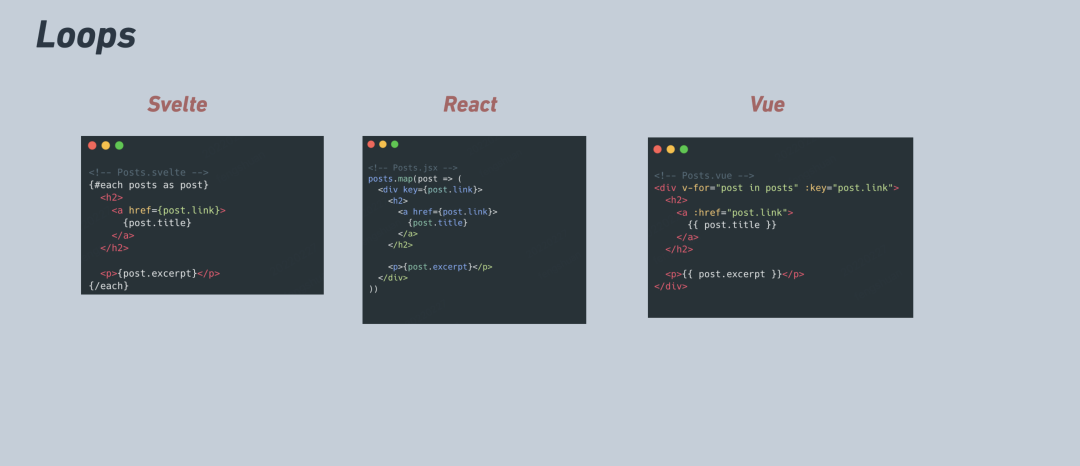 Loops
Svelte
<!-- Posts.svelte -->
{#each posts as post}
  <h2>
    <a href={post.link}>
      {post.title}
    </a>
  </h2>

  <p>{post.excerpt}</p>
{/each}
React
<!-- Posts.jsx -->
posts.map(post => (
  <div key={post.link}>
    <h2>
      <a href={post.link}>
        {post.title}
      </a>
    </h2>

    <p>{post.excerpt}</p>
  </div>
))
Vue
<!-- Posts.vue -->
<div v-for="post in posts" :key="post.link">
  <h2>
    <a :href="post.link">
      {{ post.title }}
    </a>
  </h2>

  <p>{{ post.excerpt }}</p>
</div>